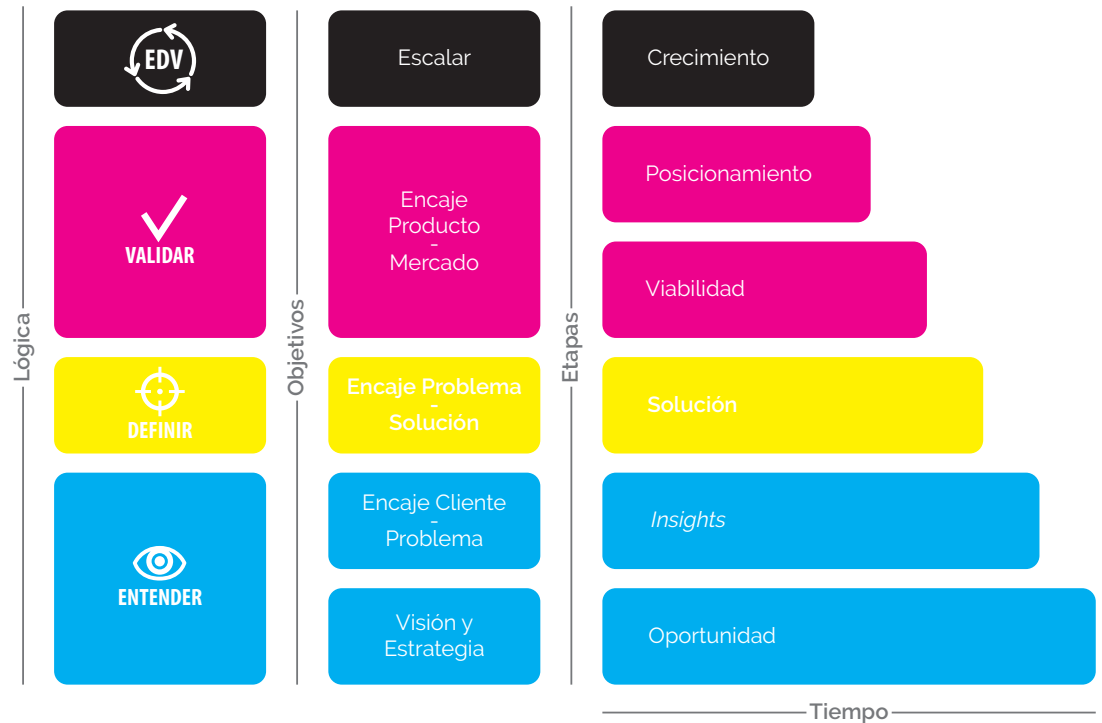 EDV
Escalar
Crecimiento
VALIDAR
Encaje
Producto
-
Mercado
Posicionamiento
Viabilidad
DEFINIR
Encaje Problema
-
Solución
Solución
ENTENDER
Encaje Cliente
-
Problema
Insights
Visión y
Estrategia
Oportunidad
Lógica
Objetivos
Etapas
Tiempo